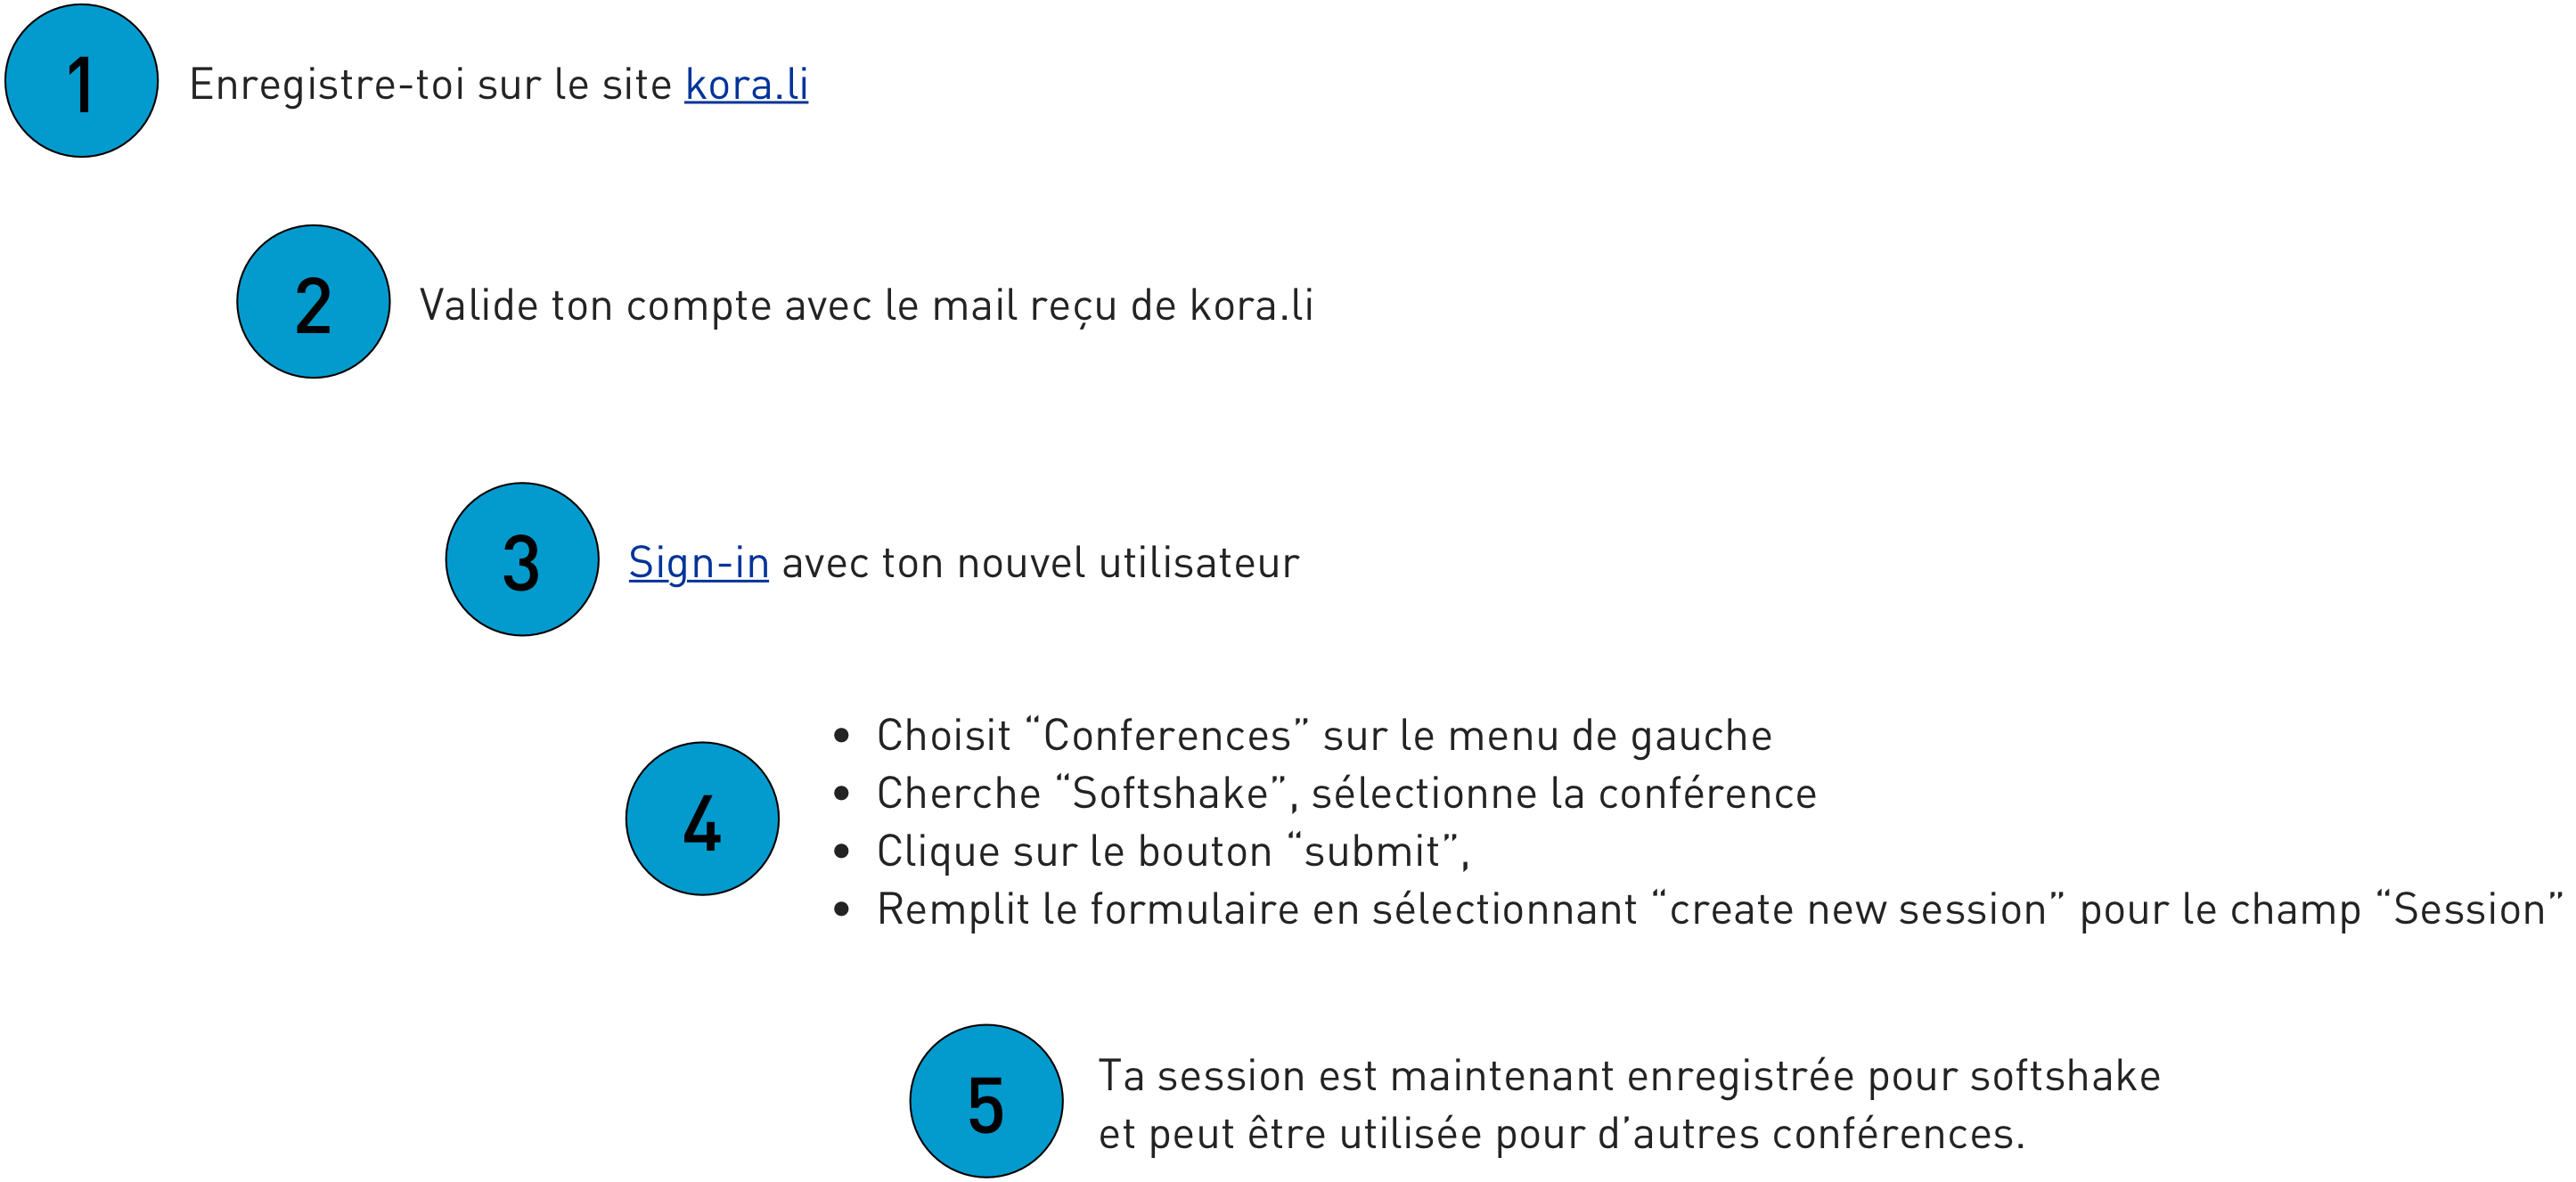 1 Enregistre-toi sur le site kora.li
2 Valide ton compte avec le mail reçu de kora.li
3 Sign-in avec ton nouvel utilisateur
4
• Choisit “Conferences” sur le menu de gauche
• Cherche “Softshake”, sélectionne la conférence
• Clique sur le bouton “submit”,
• Remplit le formulaire en sélectionnant “create new session” pour le champ “Session”
5
Ta session est maintenant enregistrée pour softshake
et peut être utilisée pour d’autres conférences.